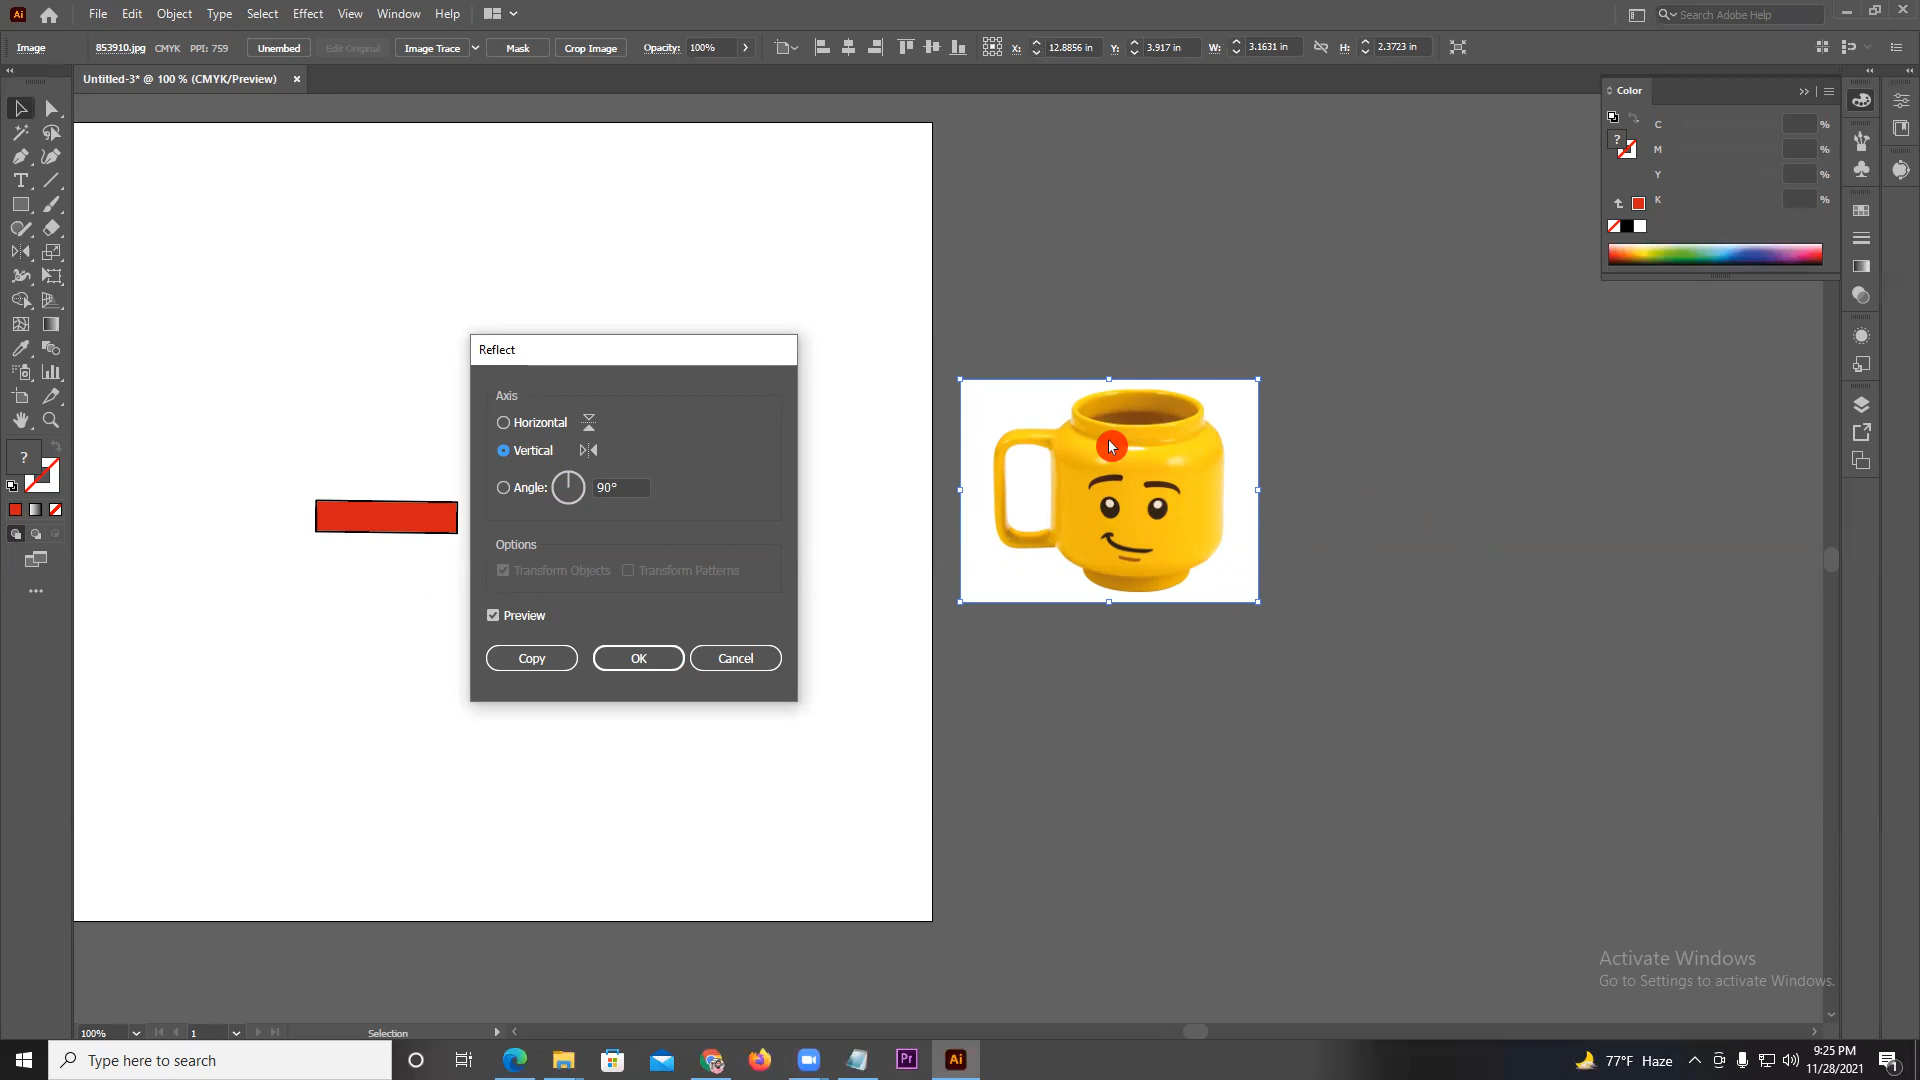 Ai File Edit Object Type Select Effect View Window Help Search Adobe Help
Image 853910.jpg CMYK PPI: 759 Unembed Edit Original Image Trace Mask Crop Image Opacity: 100% X: 12.8856 in Y: 3.917 in W: 3.1631 in H: 2.3723 in
Untitled-3* @ 100 % (CMYK/Preview) ×
Color
C %
M %
Y %
K %
?
Reflect
Axis
Horizontal
Vertical
Angle: 90°
Options
Transform Objects Transform Patterns
Preview
Copy OK Cancel
?
Activate Windows
Go to Settings to activate Windows.
100% 1 Selection
Type here to search Pr Ai 77°F Haze 9:25 PM
11/28/2021 1